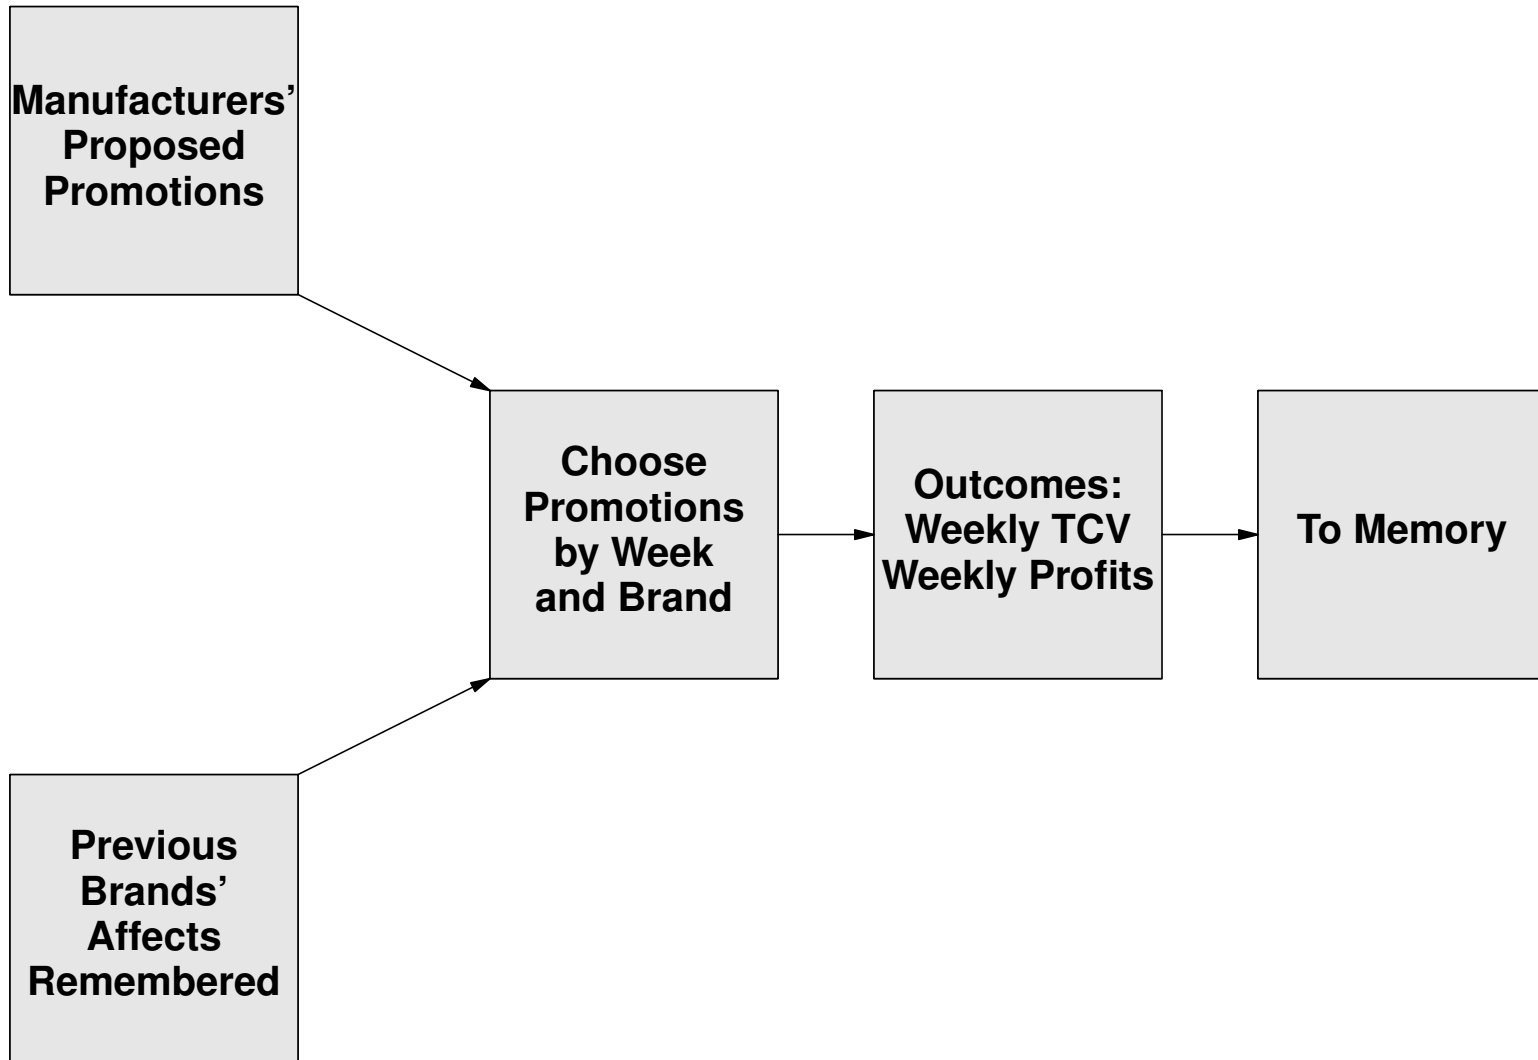 Manufacturers’
Proposed
Promotions
Choose
Promotions
by Week
and Brand
Outcomes:
Weekly TCV
Weekly Profits
To Memory
Previous
Brands’
Affects
Remembered